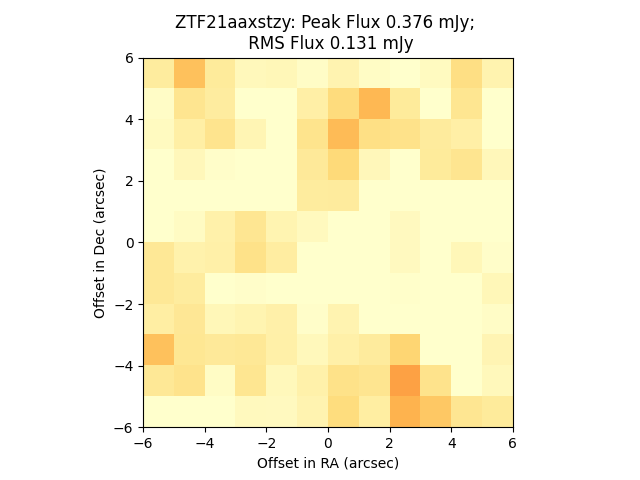 ZTF21aaxstzy: Peak Flux 0.376 mJy;
RMS Flux 0.131 mJy
6
4
2
0
−2
−4
−6
Offset in Dec (arcsec)
−6 −4 −2 0 2 4 6
Offset in RA (arcsec)